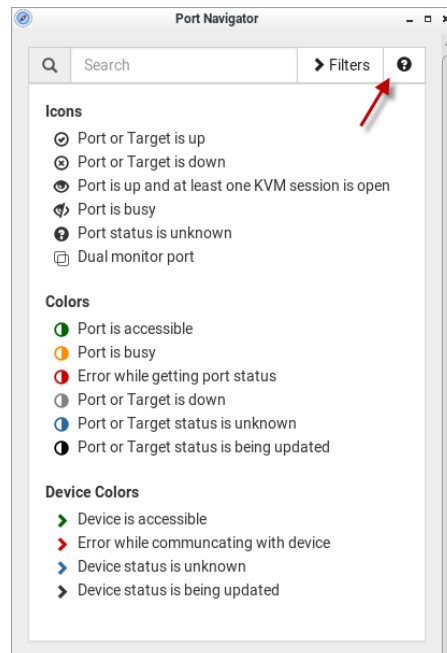 Port Navigator
Search
Filters
Icons
Port or Target is up
Port or Target is down
Port is up and at least one KVM session is open
Port is busy
Port status is unknown
Dual monitor port
Colors
Port is accessible
Port is busy
Error while getting port status
Port or Target is down
Port or Target status is unknown
Port or Target status is being updated
Device Colors
Device is accessible
Error while communcating with device
Device status is unknown
Device status is being updated